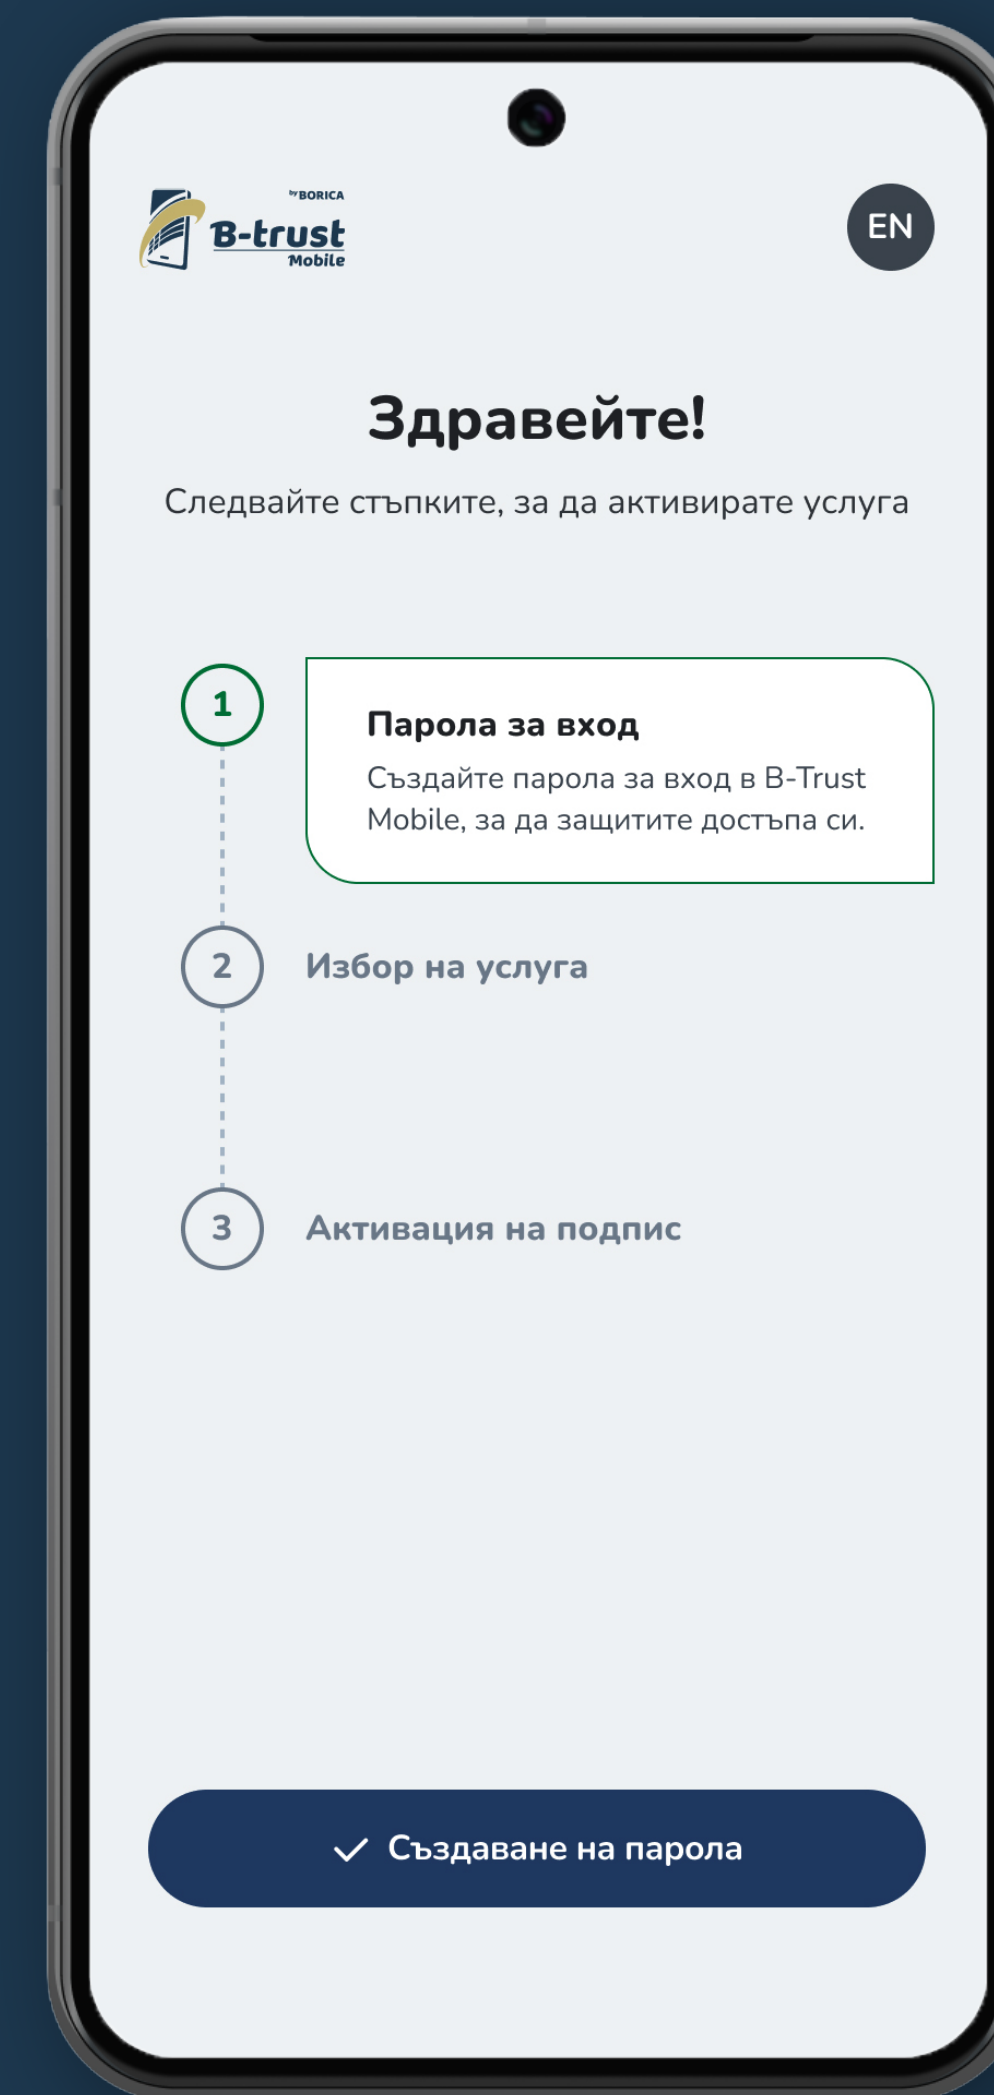 by BORICA
B-trust
Mobile
EN
Здравейте!
Следвайте стъпките, за да активирате услуга
1
Парола за вход
Създайте парола за вход в B-Trust
Mobile, за да защитите достъпа си.
2
Избор на услуга
3
Активация на подпис
Създаване на парола